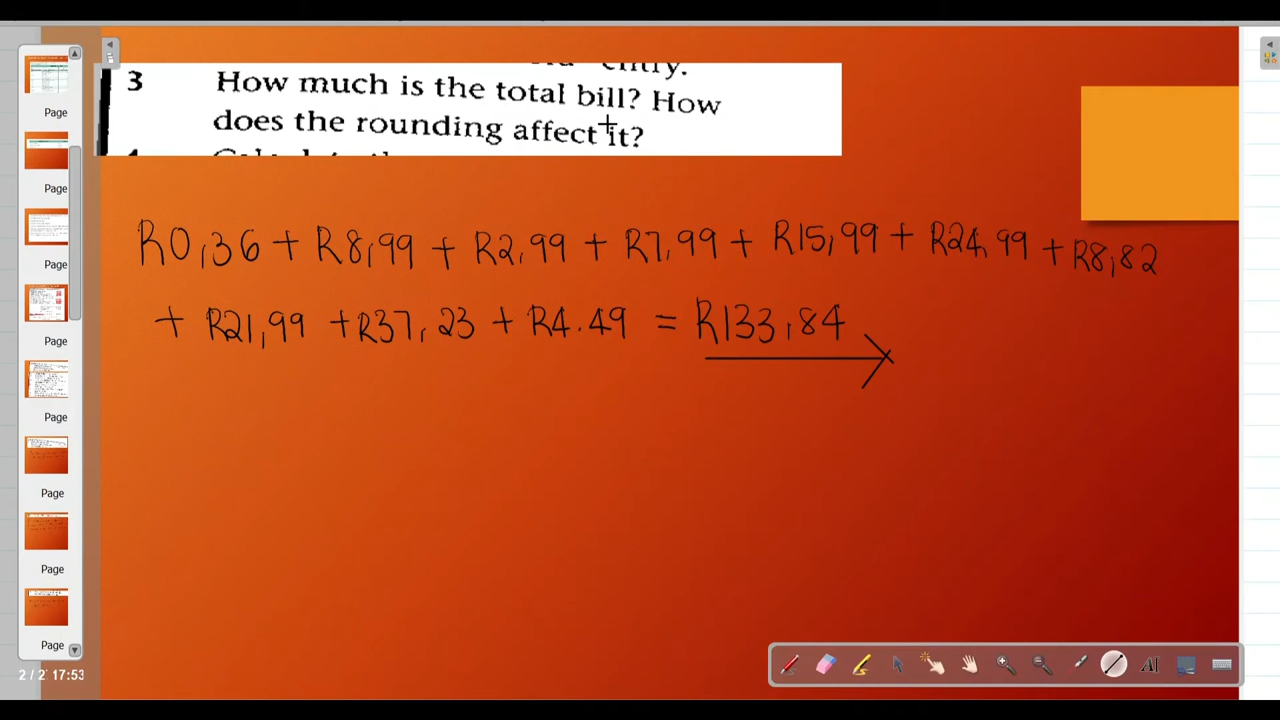 entry.
3 How much is the total bill? How
does the rounding affect it?
R0,36 + R8,99 + R2,99 + R7,99 + R15,99 + R24,99 + R8,82
+ R21,99 + R37,23 + R4.49 = R133,84
Page
Page
Page
Page
Page
Page
Page
Page
2 / 2 17:53
AI